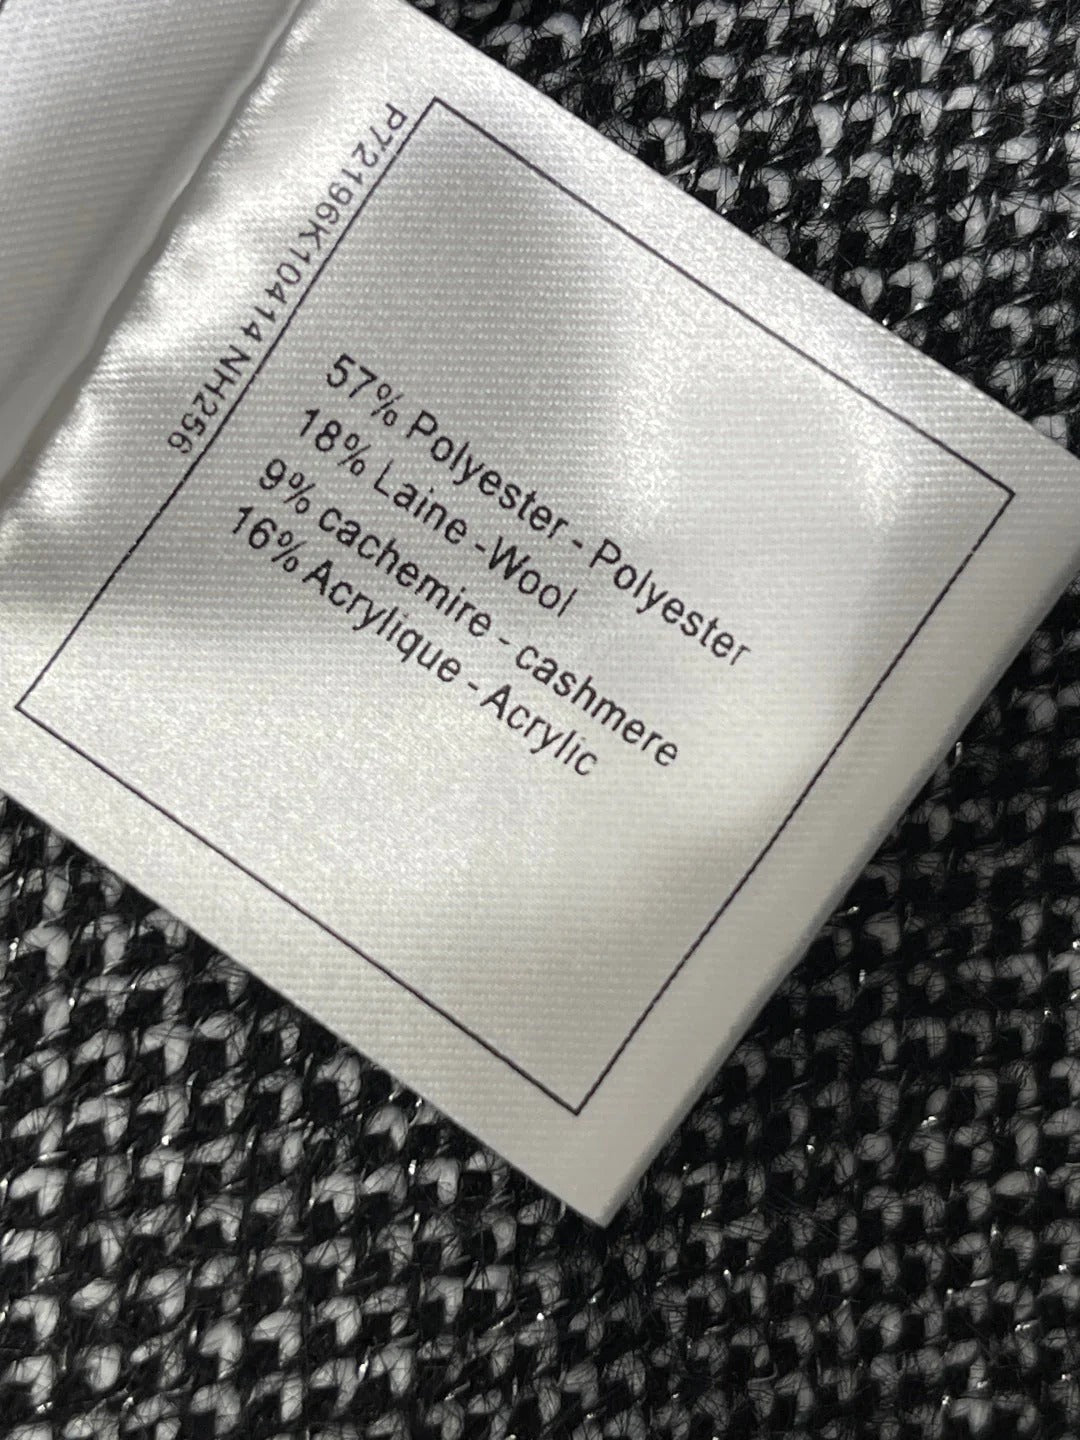 P72196K10414 NH256
57% Polyester - Polyester
18% Laine -Wool
9% cachemire - cashmere
16% Acrylique - Acrylic